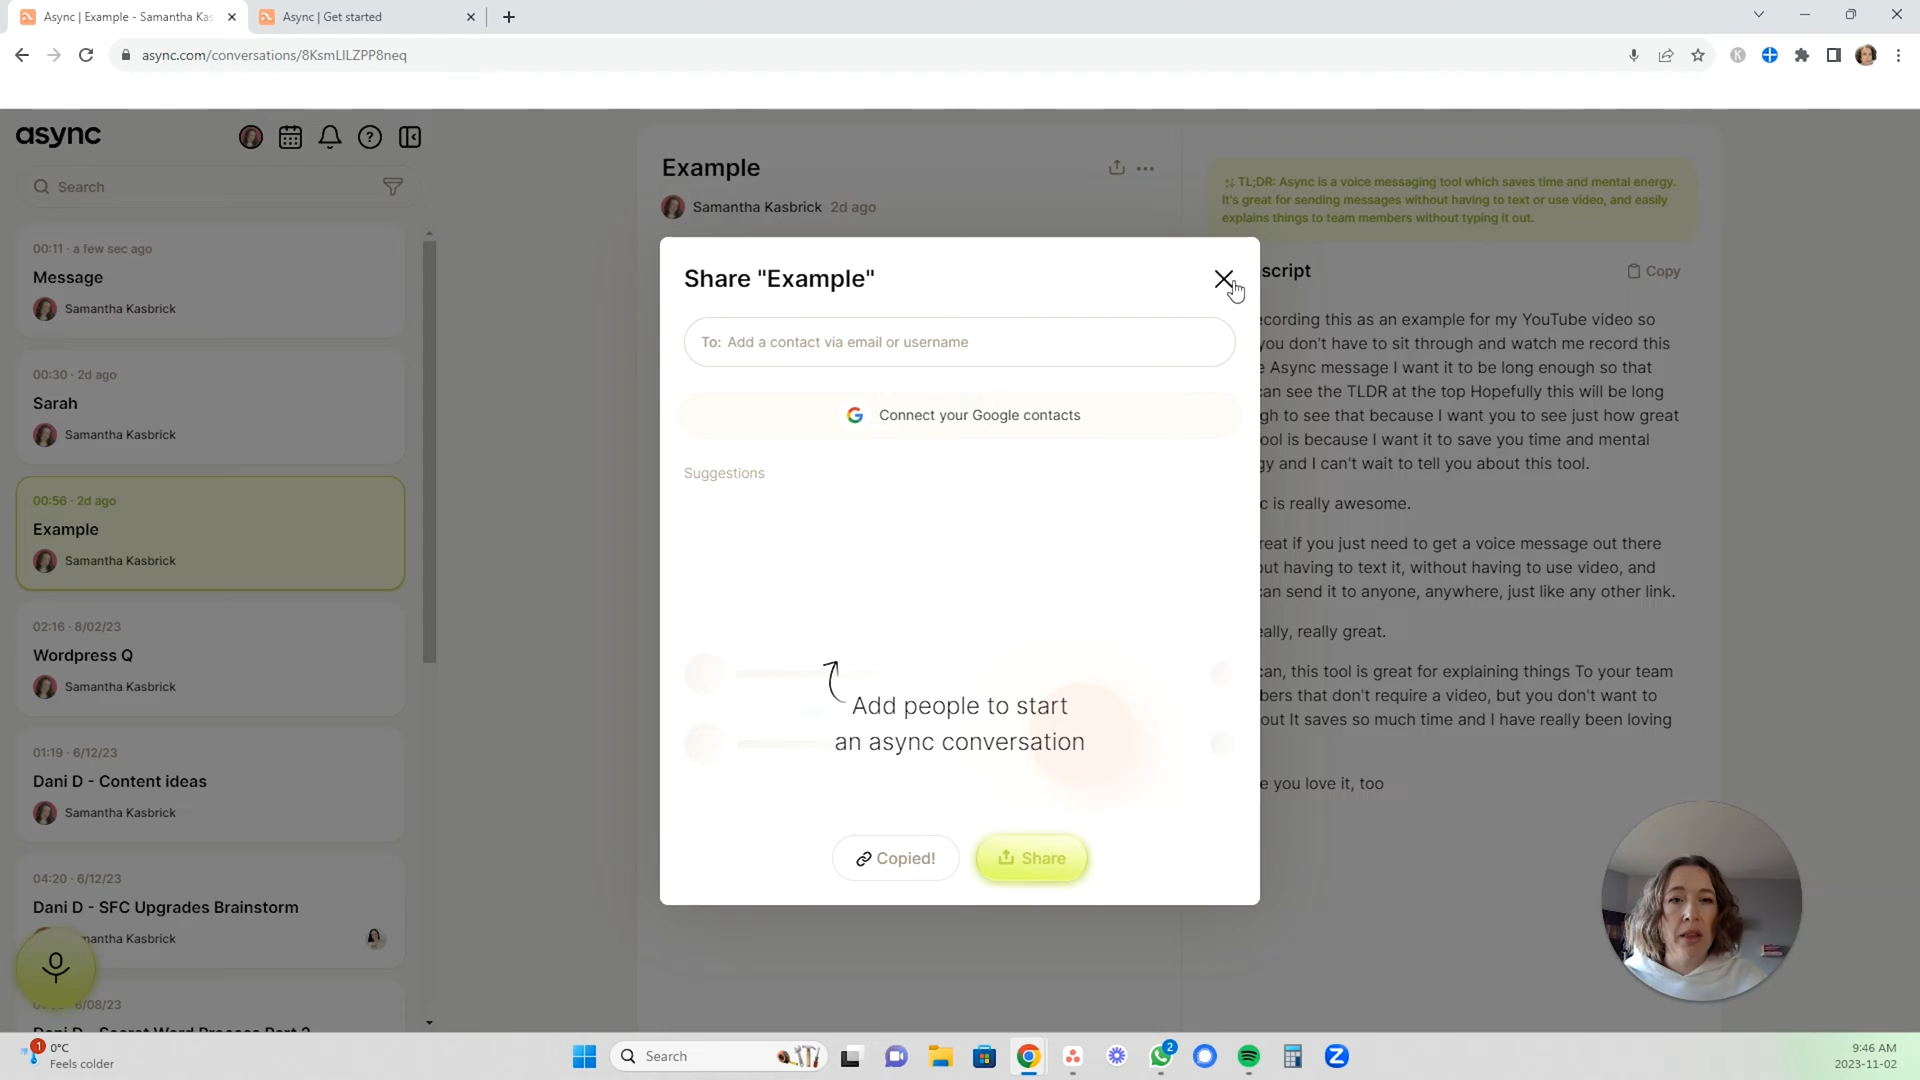 Async | Example - Samantha Kas
Async | Get started
async.com/conversations/8KsmLlLZPP8neq
async
Search
00:11 · a few sec ago
Message
Samantha Kasbrick
00:30 · 2d ago
Sarah
Samantha Kasbrick
00:56 · 2d ago
Example
Samantha Kasbrick
02:16 · 8/02/23
Wordpress Q
Samantha Kasbrick
01:19 · 6/12/23
Dani D - Content ideas
Samantha Kasbrick
04:20 · 6/12/23
Dani D - SFC Upgrades Brainstorm
mantha Kasbrick
6/08/23
Example
Samantha Kasbrick 2d ago
TL;DR: Async is a voice messaging tool which saves time and mental energy.
It's great for sending messages without having to text or use video, and easily
explains things to team members without typing it out.
script
Copy
ecording this as an example for my YouTube video so
you don't have to sit through and watch me record this
e Async message I want it to be long enough so that
can see the TLDR at the top Hopefully this will be long
gh to see that because I want you to see just how great
ool is because I want it to save you time and mental
gy and I can't wait to tell you about this tool.
c is really awesome.
reat if you just need to get a voice message out there
out having to text it, without having to use video, and
can send it to anyone, anywhere, just like any other link.
eally, really great.
can, this tool is great for explaining things To your team
bers that don't require a video, but you don't want to
out It saves so much time and I have really been loving
e you love it, too
Share "Example"
To: Add a contact via email or username
Connect your Google contacts
Suggestions
Add people to start
an async conversation
Copied!
Share
1
0°C
Feels colder
Search
2
9:46 AM
2023-11-02